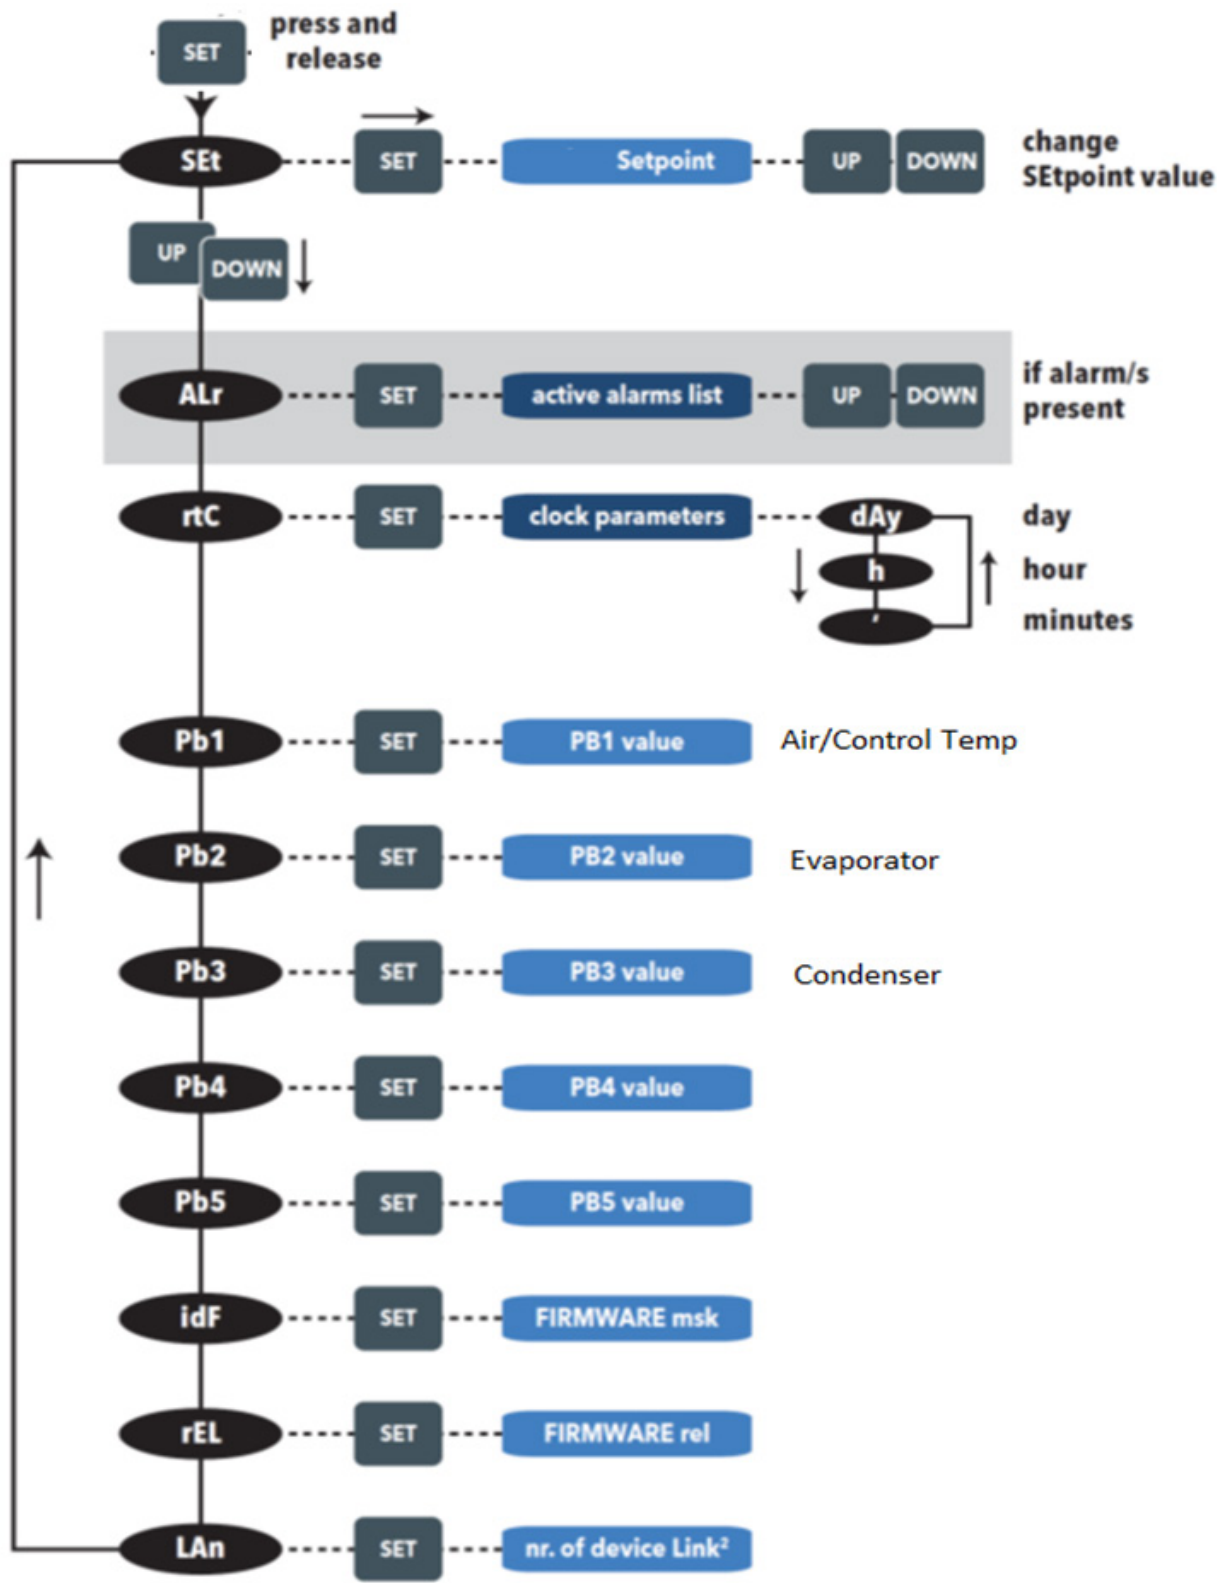 SET press and
release
SEt SET Setpoint UP DOWN change
SEtpoint value
UP DOWN
ALr SET active alarms list UP DOWN if alarm/s
present
rtC SET clock parameters dAy day
h hour
' minutes
Pb1 SET PB1 value Air/Control Temp
Pb2 SET PB2 value Evaporator
Pb3 SET PB3 value Condenser
Pb4 SET PB4 value
Pb5 SET PB5 value
idF SET FIRMWARE msk
rEL SET FIRMWARE rel
LAn SET nr. of device Link²